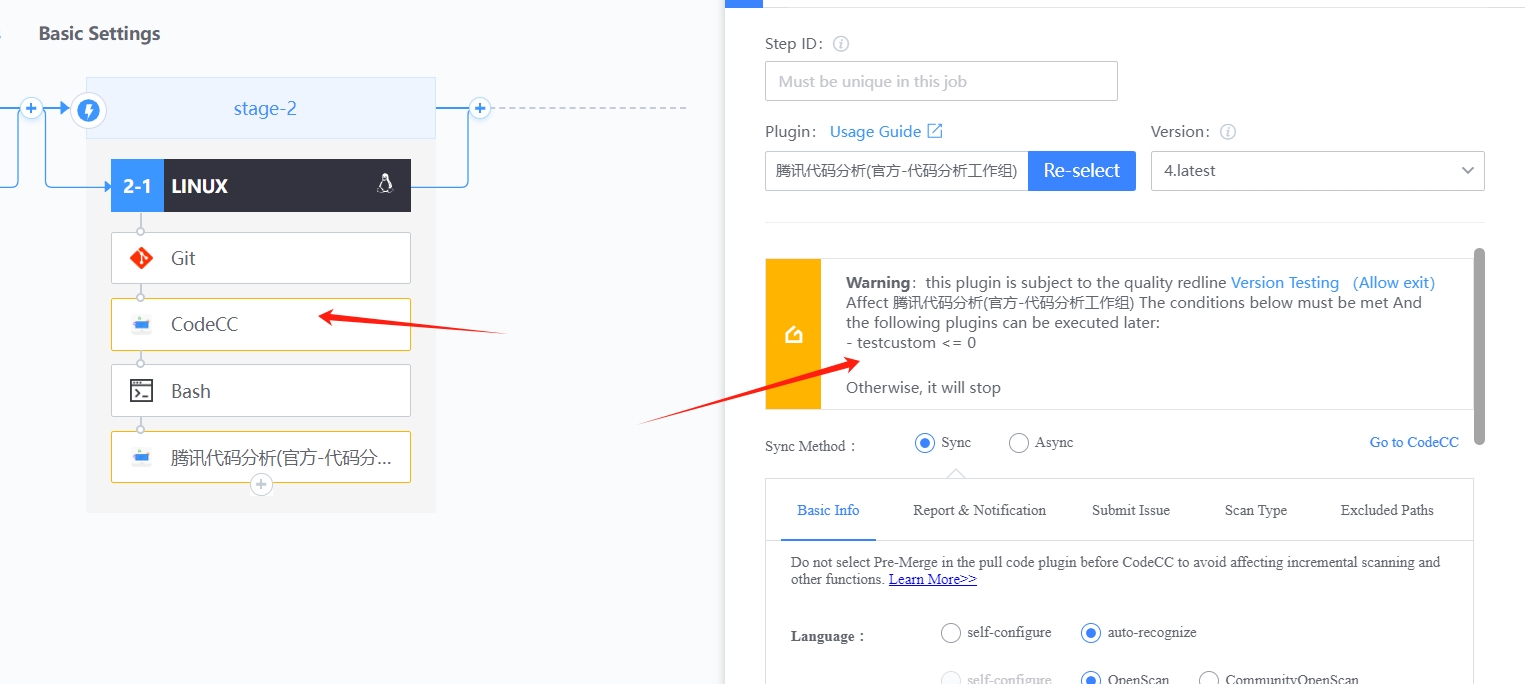 Basic Settings
stage-2
2-1 LINUX
Git
CodeCC
Bash
腾讯代码分析(官方-代码分...
Step ID：
Must be unique in this job
Plugin： Usage Guide
Version：
腾讯代码分析(官方-代码分析工作组) Re-select
4.latest
Warning：this plugin is subject to the quality redline Version Testing （Allow exit)
Affect 腾讯代码分析(官方-代码分析工作组) The conditions below must be met And
the following plugins can be executed later:
- testcustom <= 0
Otherwise, it will stop
Sync Method： Sync Async Go to CodeCC
Basic Info Report & Notification Submit Issue Scan Type Excluded Paths
Do not select Pre-Merge in the pull code plugin before CodeCC to avoid affecting incremental scanning and
other functions. Learn More>>
Language： self-configure auto-recognize
self-configure OpenScan CommunityOpenScan